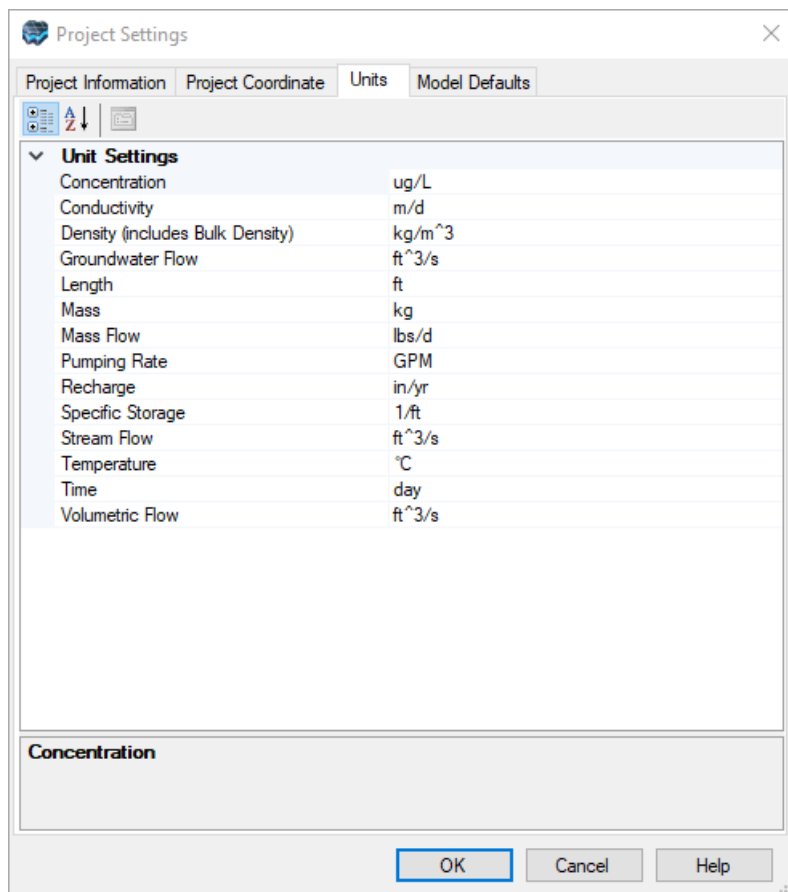 Project Settings
Project Information Project Coordinate Units Model Defaults
A
Z
Unit Settings
Concentration ug/L
Conductivity m/d
Density (includes Bulk Density) kg/m^3
Groundwater Flow ft^3/s
Length ft
Mass kg
Mass Flow lbs/d
Pumping Rate GPM
Recharge in/yr
Specific Storage 1/ft
Stream Flow ft^3/s
Temperature °C
Time day
Volumetric Flow ft^3/s
Concentration
OK Cancel Help